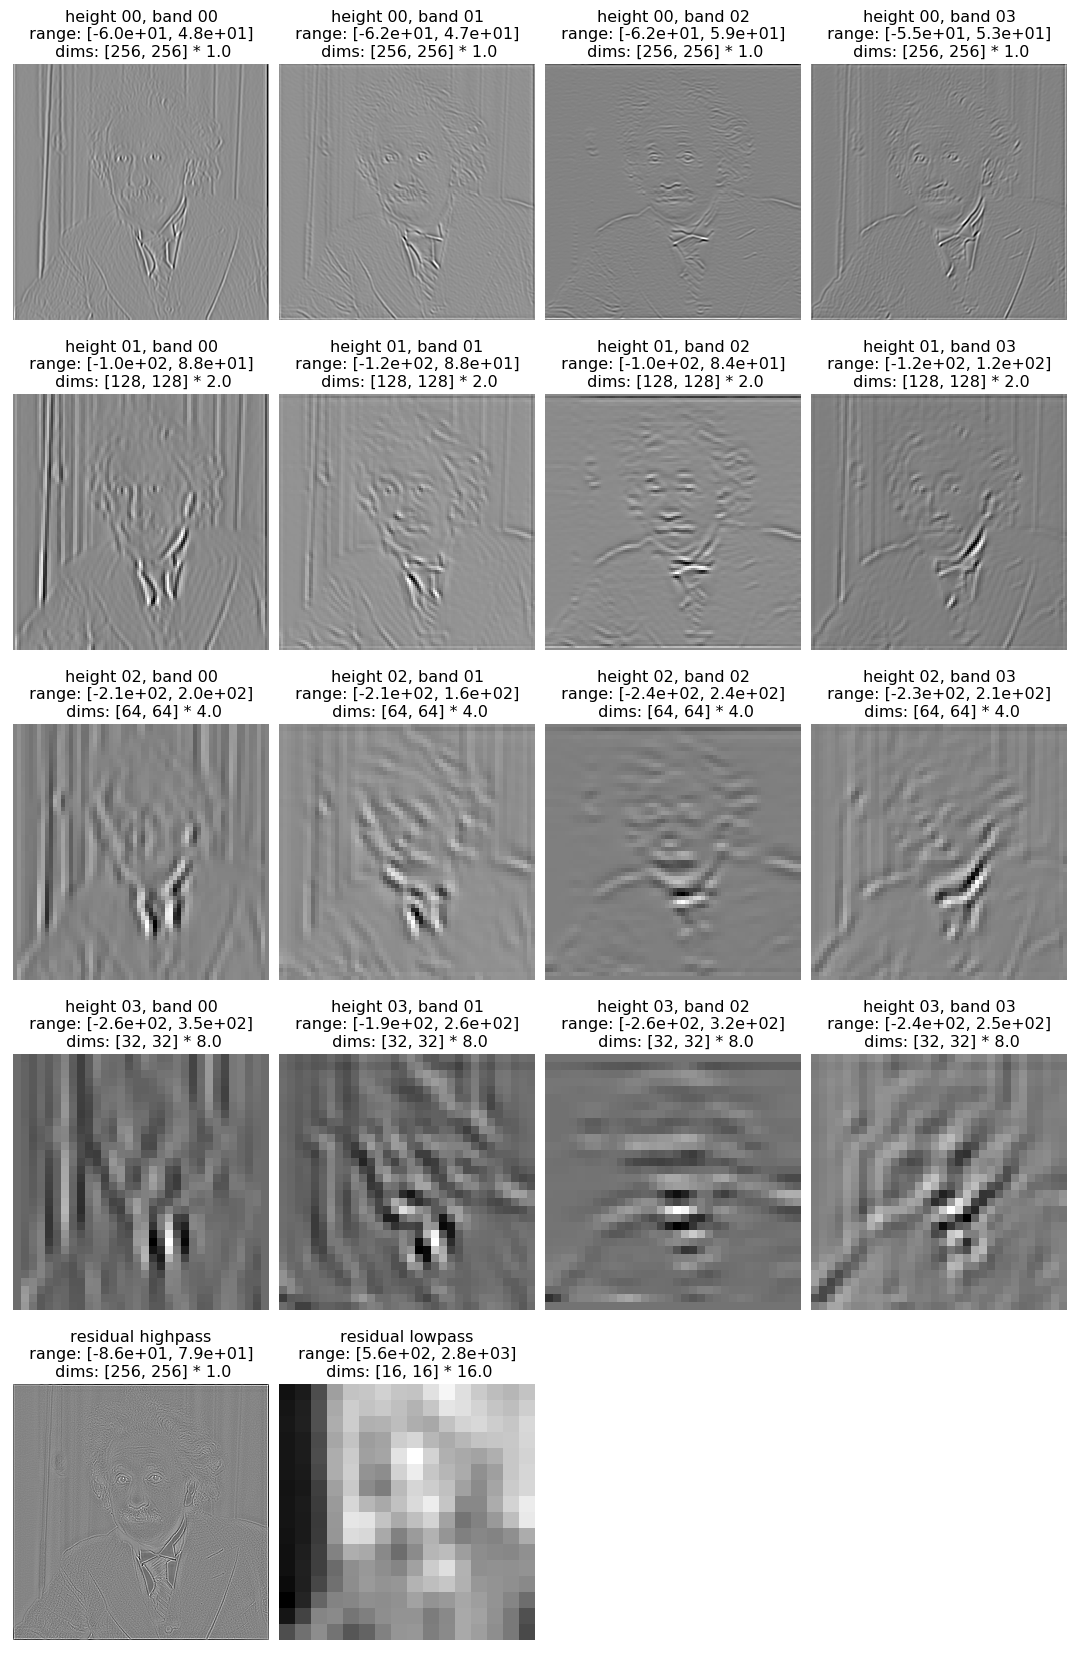 height 00, band 00
range: [-6.0e+01, 4.8e+01]
dims: [256, 256] * 1.0
height 00, band 01
range: [-6.2e+01, 4.7e+01]
dims: [256, 256] * 1.0
height 00, band 02
range: [-6.2e+01, 5.9e+01]
dims: [256, 256] * 1.0
height 00, band 03
range: [-5.5e+01, 5.3e+01]
dims: [256, 256] * 1.0
height 01, band 00
range: [-1.0e+02, 8.8e+01]
dims: [128, 128] * 2.0
height 01, band 01
range: [-1.2e+02, 8.8e+01]
dims: [128, 128] * 2.0
height 01, band 02
range: [-1.0e+02, 8.4e+01]
dims: [128, 128] * 2.0
height 01, band 03
range: [-1.2e+02, 1.2e+02]
dims: [128, 128] * 2.0
height 02, band 00
range: [-2.1e+02, 2.0e+02]
dims: [64, 64] * 4.0
height 02, band 01
range: [-2.1e+02, 1.6e+02]
dims: [64, 64] * 4.0
height 02, band 02
range: [-2.4e+02, 2.4e+02]
dims: [64, 64] * 4.0
height 02, band 03
range: [-2.3e+02, 2.1e+02]
dims: [64, 64] * 4.0
height 03, band 00
range: [-2.6e+02, 3.5e+02]
dims: [32, 32] * 8.0
height 03, band 01
range: [-1.9e+02, 2.6e+02]
dims: [32, 32] * 8.0
height 03, band 02
range: [-2.6e+02, 3.2e+02]
dims: [32, 32] * 8.0
height 03, band 03
range: [-2.4e+02, 2.5e+02]
dims: [32, 32] * 8.0
residual highpass
range: [-8.6e+01, 7.9e+01]
dims: [256, 256] * 1.0
residual lowpass
range: [5.6e+02, 2.8e+03]
dims: [16, 16] * 16.0